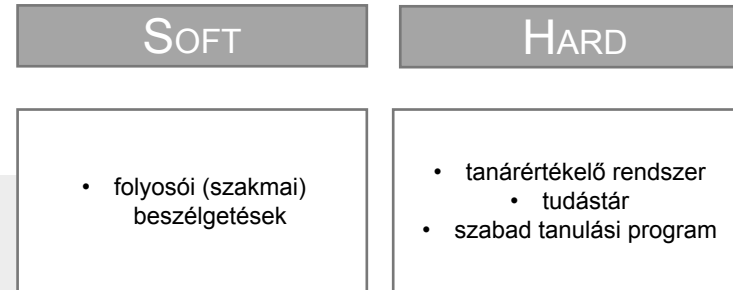 SOFT
HARD
• folyosói (szakmai)
beszélgetések
• tanárértékelő rendszer
• tudástár
• szabad tanulási program